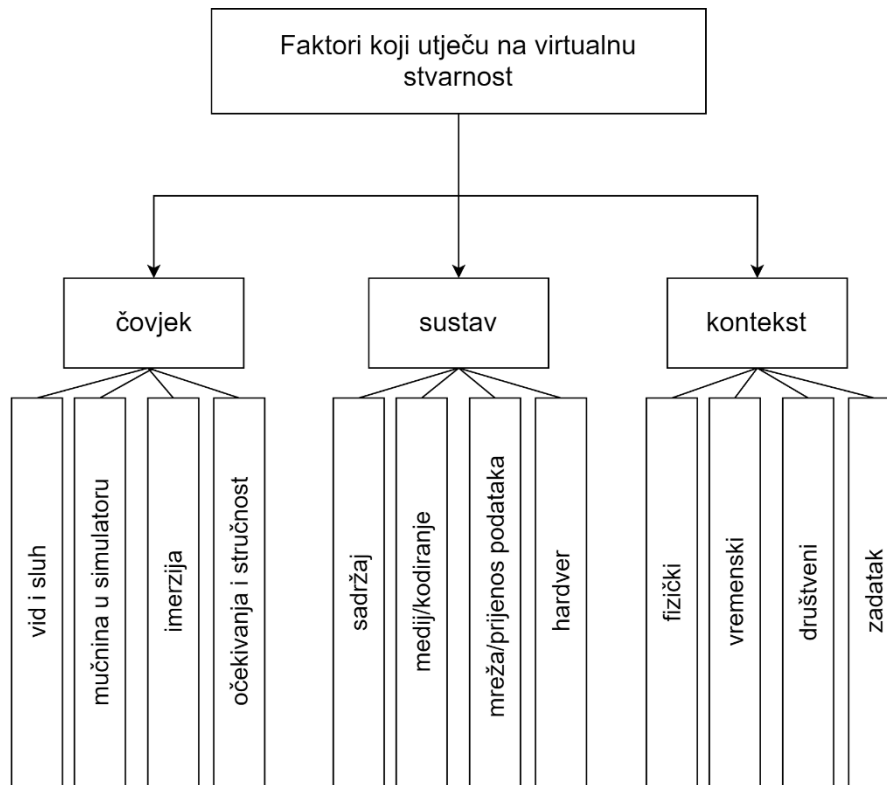 Faktori koji utječu na virtualnu
stvarnost
čovjek
sustav
kontekst
vid i sluh
mučnina u simulatoru
imerzija
očekivanja i stručnost
sadržaj
medij/kodiranje
mreža/prijenos podataka
hardver
fizički
vremenski
društveni
zadatak